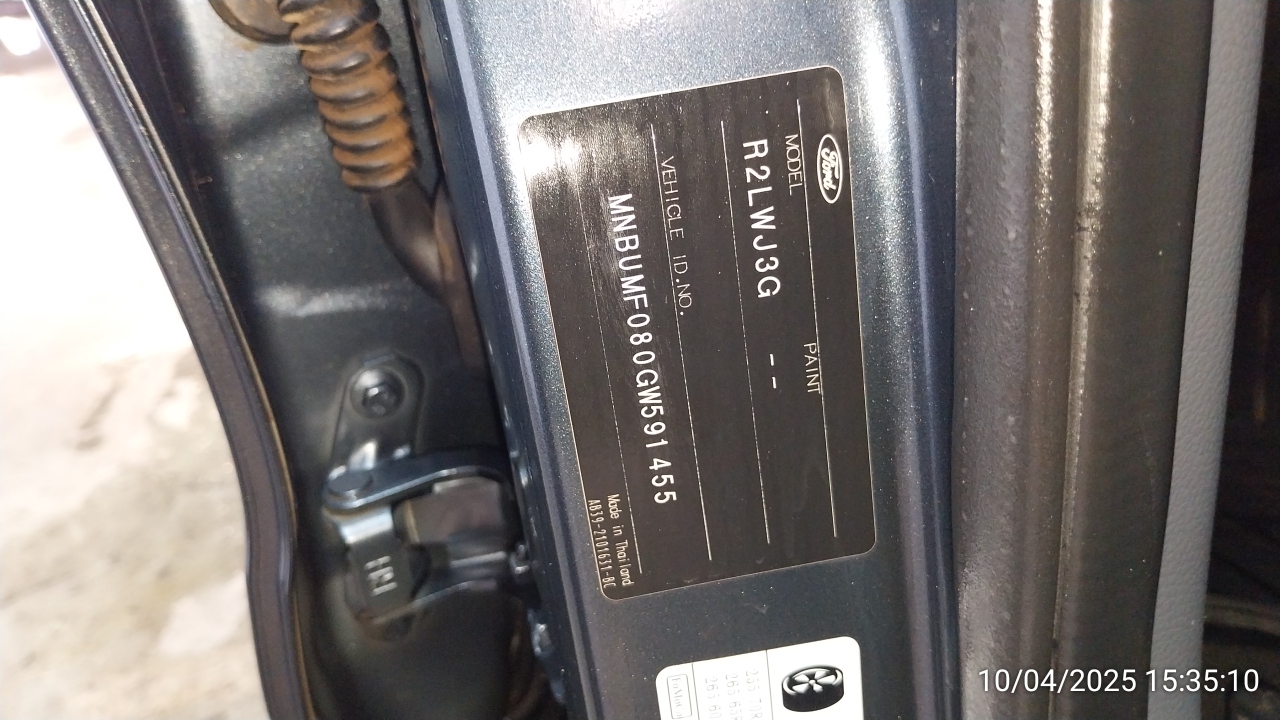 Ford
MODEL PAINT
R2LWJ3G --
VEHICLE ID.NO.
MNBUMF080GW591455
Made in Thailand
AB39-2101631-BC
10/04/2025 15:35:10